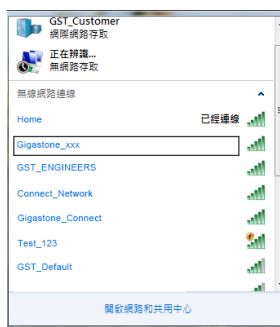 GST_Customer
網際網路存取
正在辨識...
無網路存取
無線網路連線
Home 已經連線
Gigastone_xxx
GST_ENGINEERS
Connect_Network
Gigastone_Connect
Test_123
GST_Default
開啟網路和共用中心